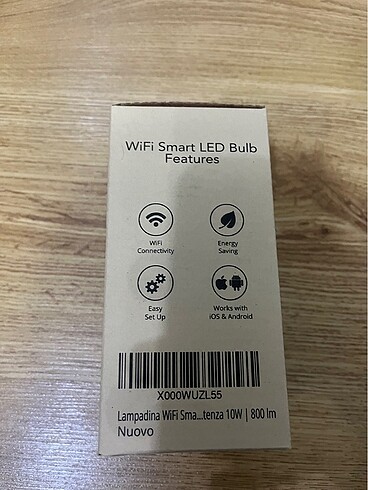 WiFi Smart LED Bulb
Features
WiFi
Connectivity
Energy
Saving
Easy
Set Up
Works with
iOS & Android
X000WUZL55
Lampadina WiFi Sma...tenza 10W | 800 lm
Nuovo